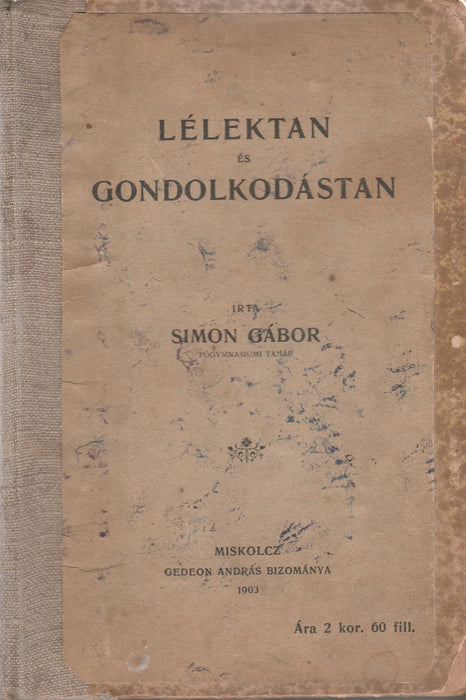 LÉLEKTAN
ÉS
GONDOLKODÁSTAN
IRTA
SIMON GÁBOR
FŐGYMNASIUMI TANÁR
MISKOLCZ
GEDEON ANDRÁS BIZOMÁNYA
1903
Ára 2 kor. 60 fill.